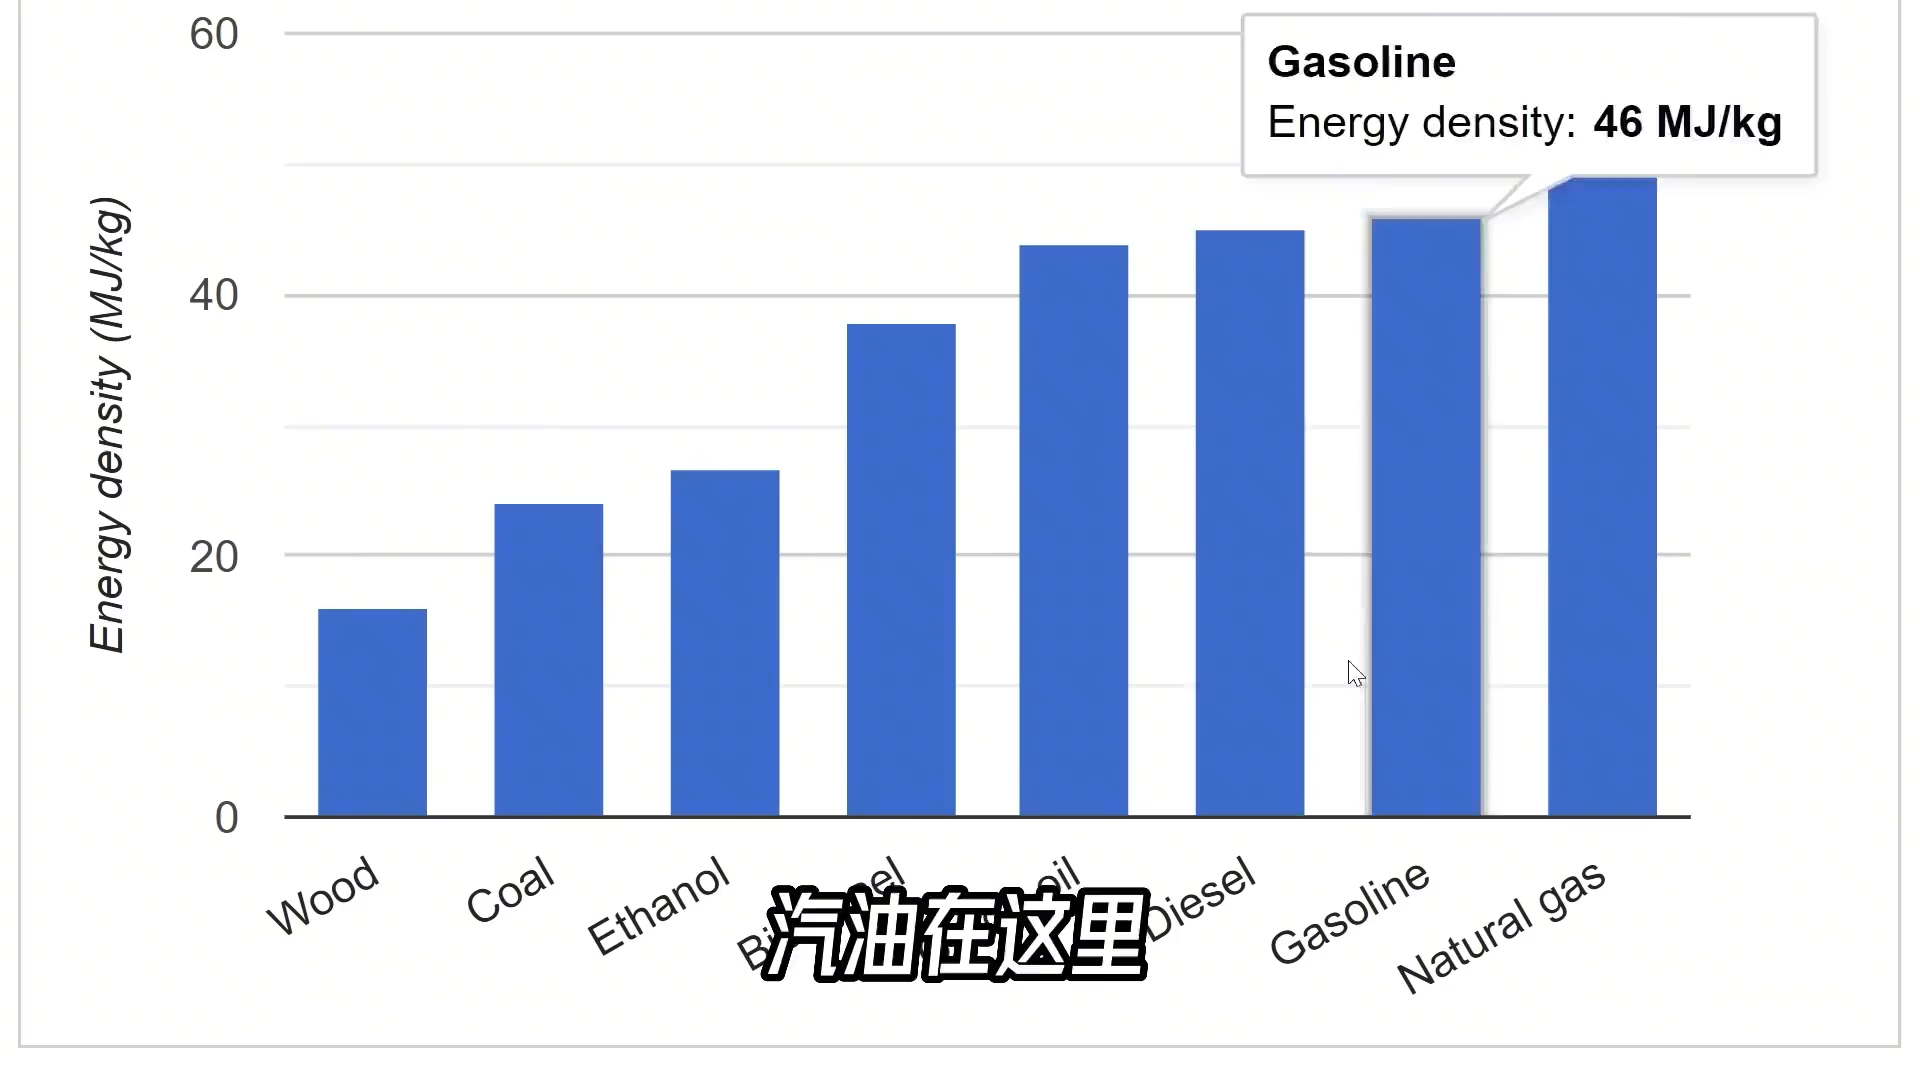 60
Gasoline
Energy density: 46 MJ/kg
Energy density (MJ/kg)
40
20
0
Wood
Coal
Ethanol
oil
Diesel
Gasoline
Natural gas
汽油在这里